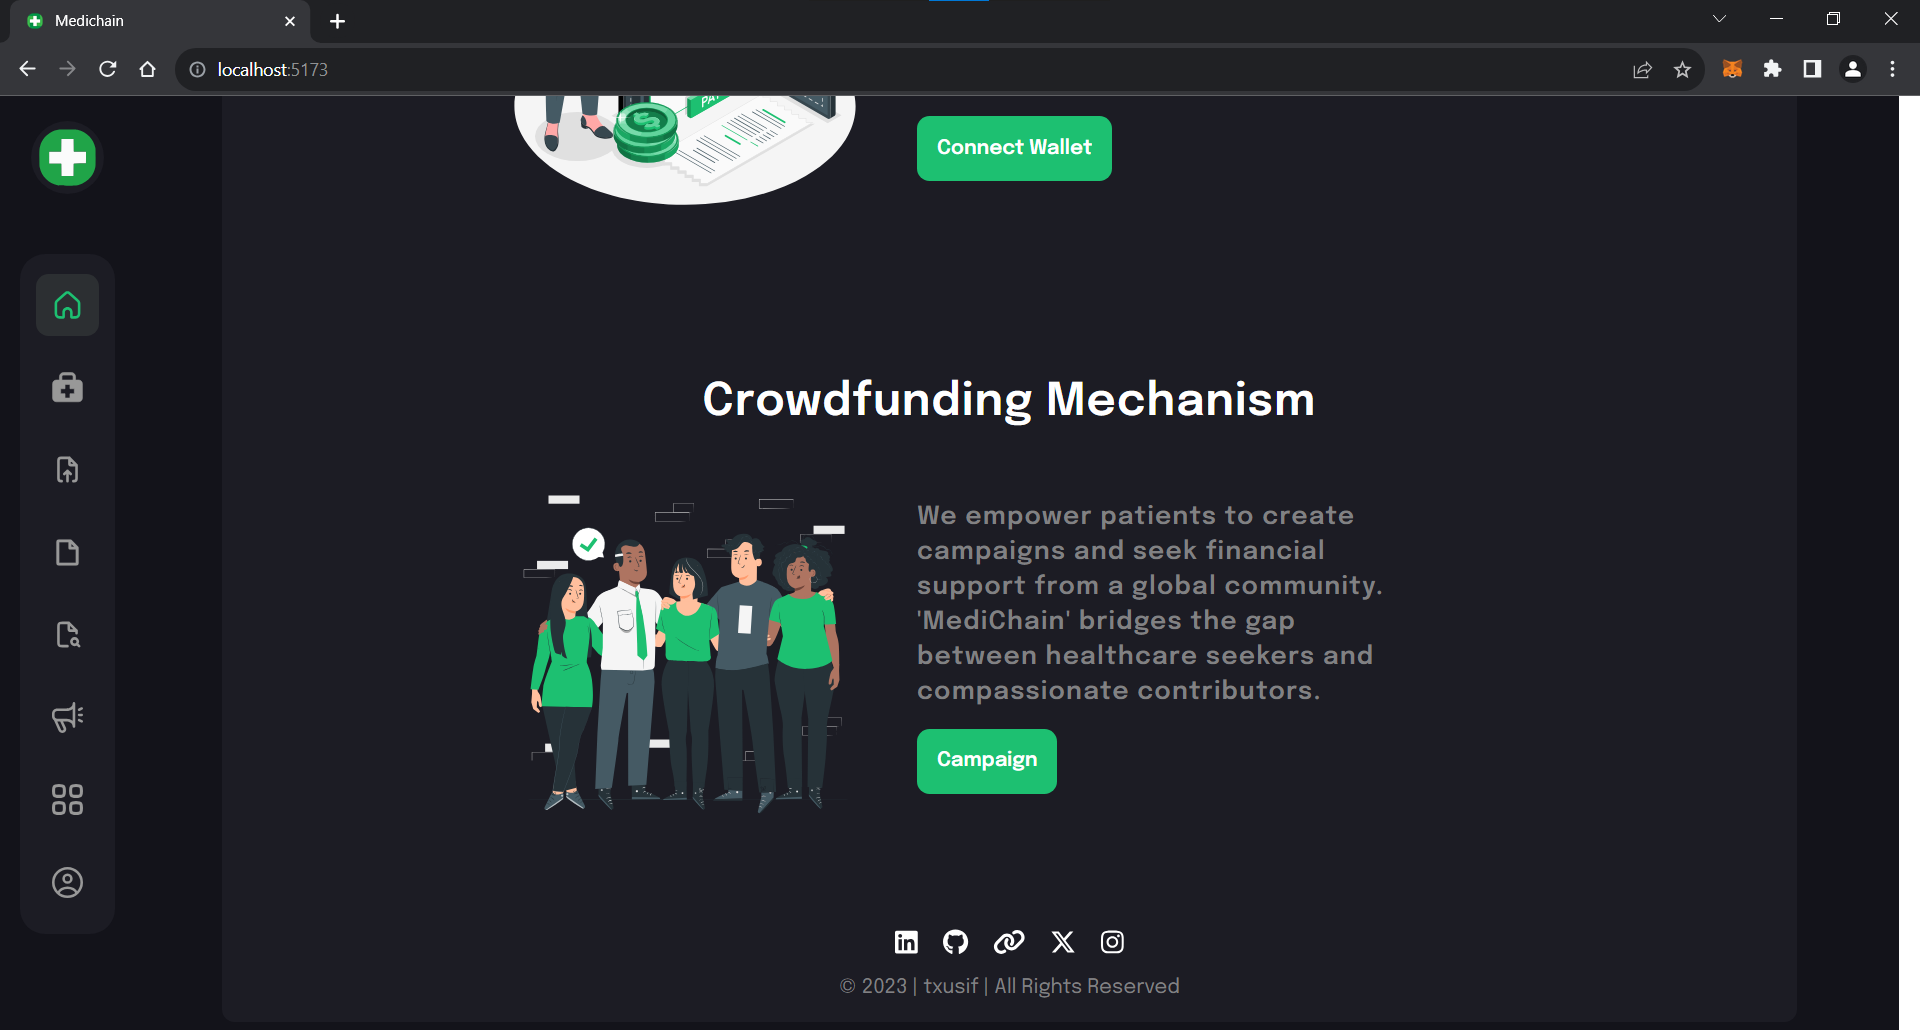 Medichain
localhost:5173
PA
Connect Wallet
Crowdfunding Mechanism
We empower patients to create
campaigns and seek financial
support from a global community.
'MediChain' bridges the gap
between healthcare seekers and
compassionate contributors.
Campaign
© 2023 | txusif | All Rights Reserved